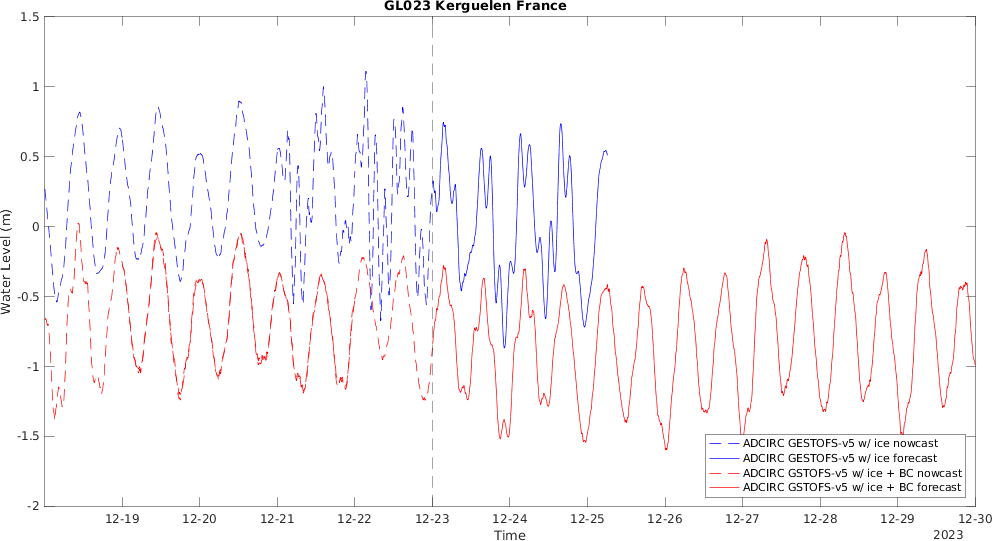 GL023 Kerguelen France
1.5
1
0.5
0
-0.5
-1
-1.5
-2
Water Level (m)
12-19 12-20 12-21 12-22 12-23 12-24 12-25 12-26 12-27 12-28 12-29 12-30
Time
2023
ADCIRC GESTOFS-v5 w/ ice nowcast
ADCIRC GESTOFS-v5 w/ ice forecast
ADCIRC GSTOFS-v5 w/ ice + BC nowcast
ADCIRC GSTOFS-v5 w/ ice + BC forecast